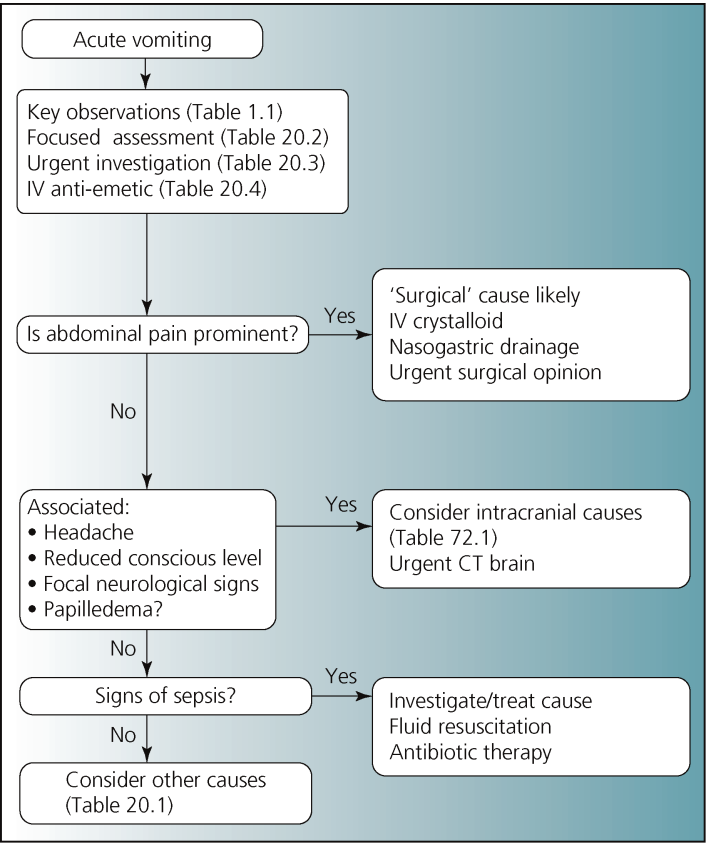 Acute vomiting
Key observations (Table 1.1)
Focused assessment (Table 20.2)
Urgent investigation (Table 20.3)
IV anti-emetic (Table 20.4)
Is abdominal pain prominent?
Yes
‘Surgical’ cause likely
IV crystalloid
Nasogastric drainage
Urgent surgical opinion
No
Associated:
• Headache
• Reduced conscious level
• Focal neurological signs
• Papilledema?
Yes
Consider intracranial causes
(Table 72.1)
Urgent CT brain
No
Signs of sepsis?
Yes
Investigate/treat cause
Fluid resuscitation
Antibiotic therapy
No
Consider other causes
(Table 20.1)